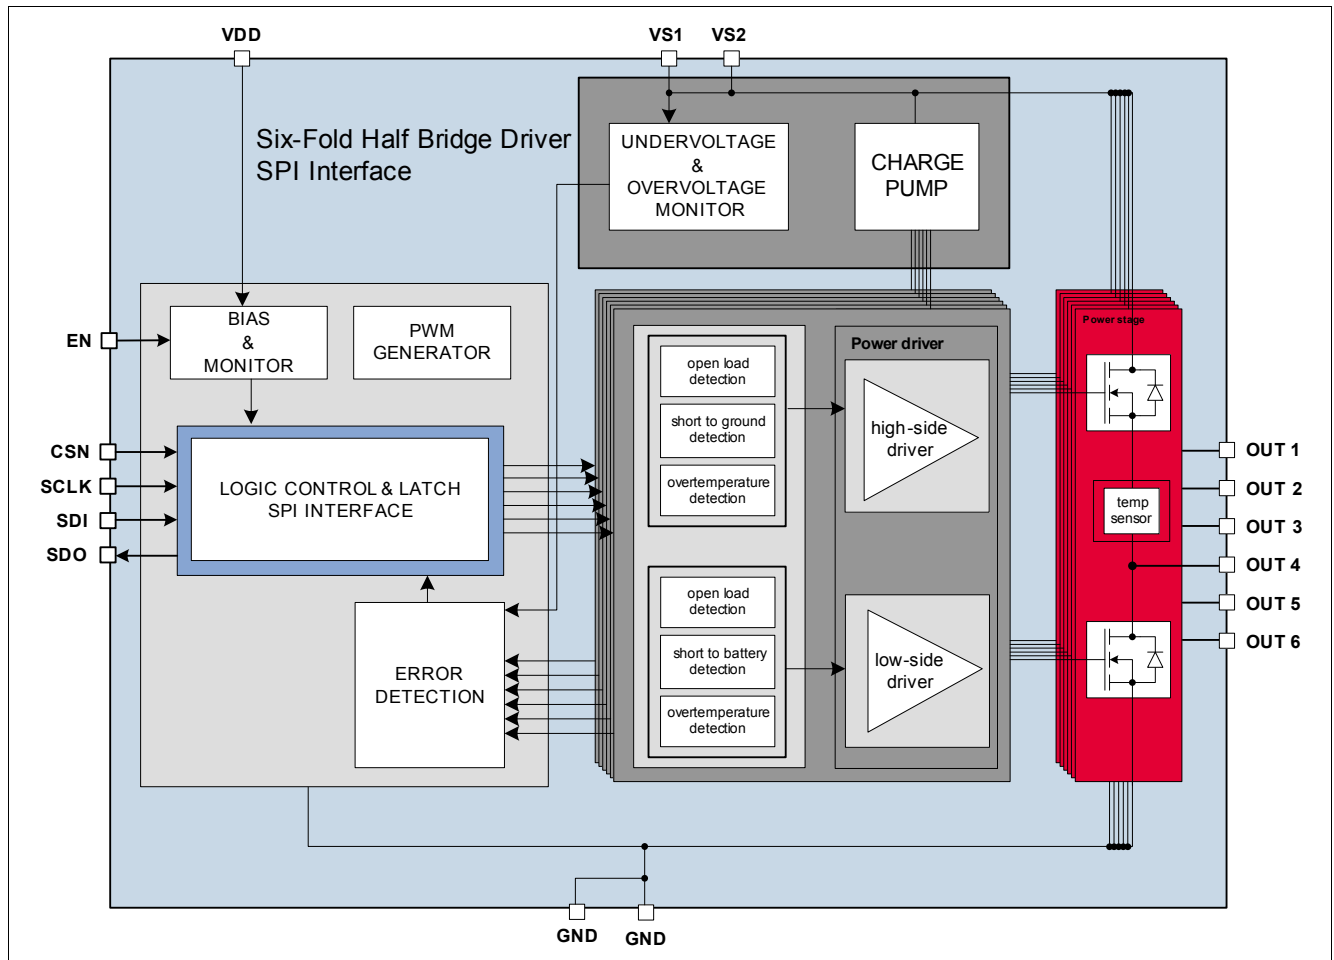 VDD
VS1
VS2
Six-Fold Half Bridge Driver
SPI Interface
UNDERVOLTAGE
&
OVERVOLTAGE
MONITOR
CHARGE
PUMP
EN
BIAS
&
MONITOR
PWM
GENERATOR
CSN
SCLK
SDI
SDO
LOGIC CONTROL & LATCH
SPI INTERFACE
ERROR
DETECTION
open load
detection
short to ground
detection
overtemperature
detection
open load
detection
short to battery
detection
overtemperature
detection
Power driver
high-side
driver
low-side
driver
Power stage
temp
sensor
OUT 1
OUT 2
OUT 3
OUT 4
OUT 5
OUT 6
GND
GND